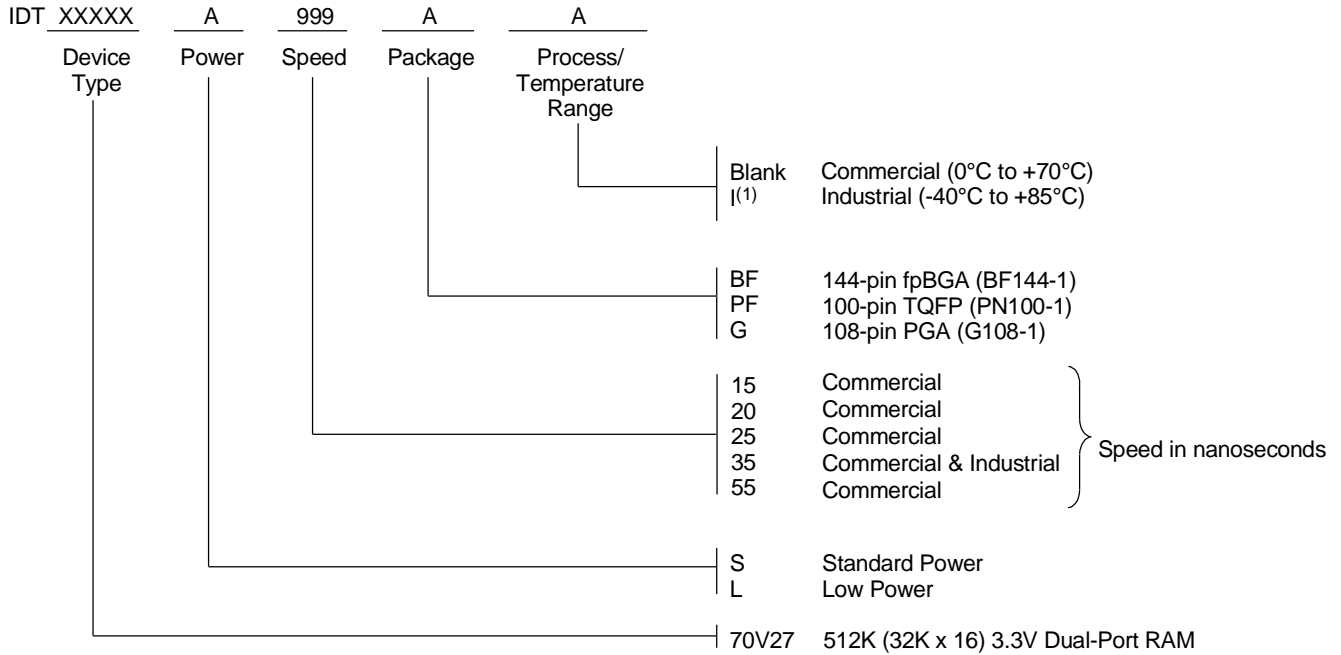 IDT XXXXX A 999 A A
Device Type Power Speed Package Process/ Temperature Range
Blank Commercial (0°C to +70°C)
I(1) Industrial (-40°C to +85°C)
BF 144-pin fpBGA (BF144-1)
PF 100-pin TQFP (PN100-1)
G 108-pin PGA (G108-1)
15 Commercial
20 Commercial
25 Commercial
35 Commercial & Industrial
55 Commercial
Speed in nanoseconds
S Standard Power
L Low Power
70V27 512K (32K x 16) 3.3V Dual-Port RAM